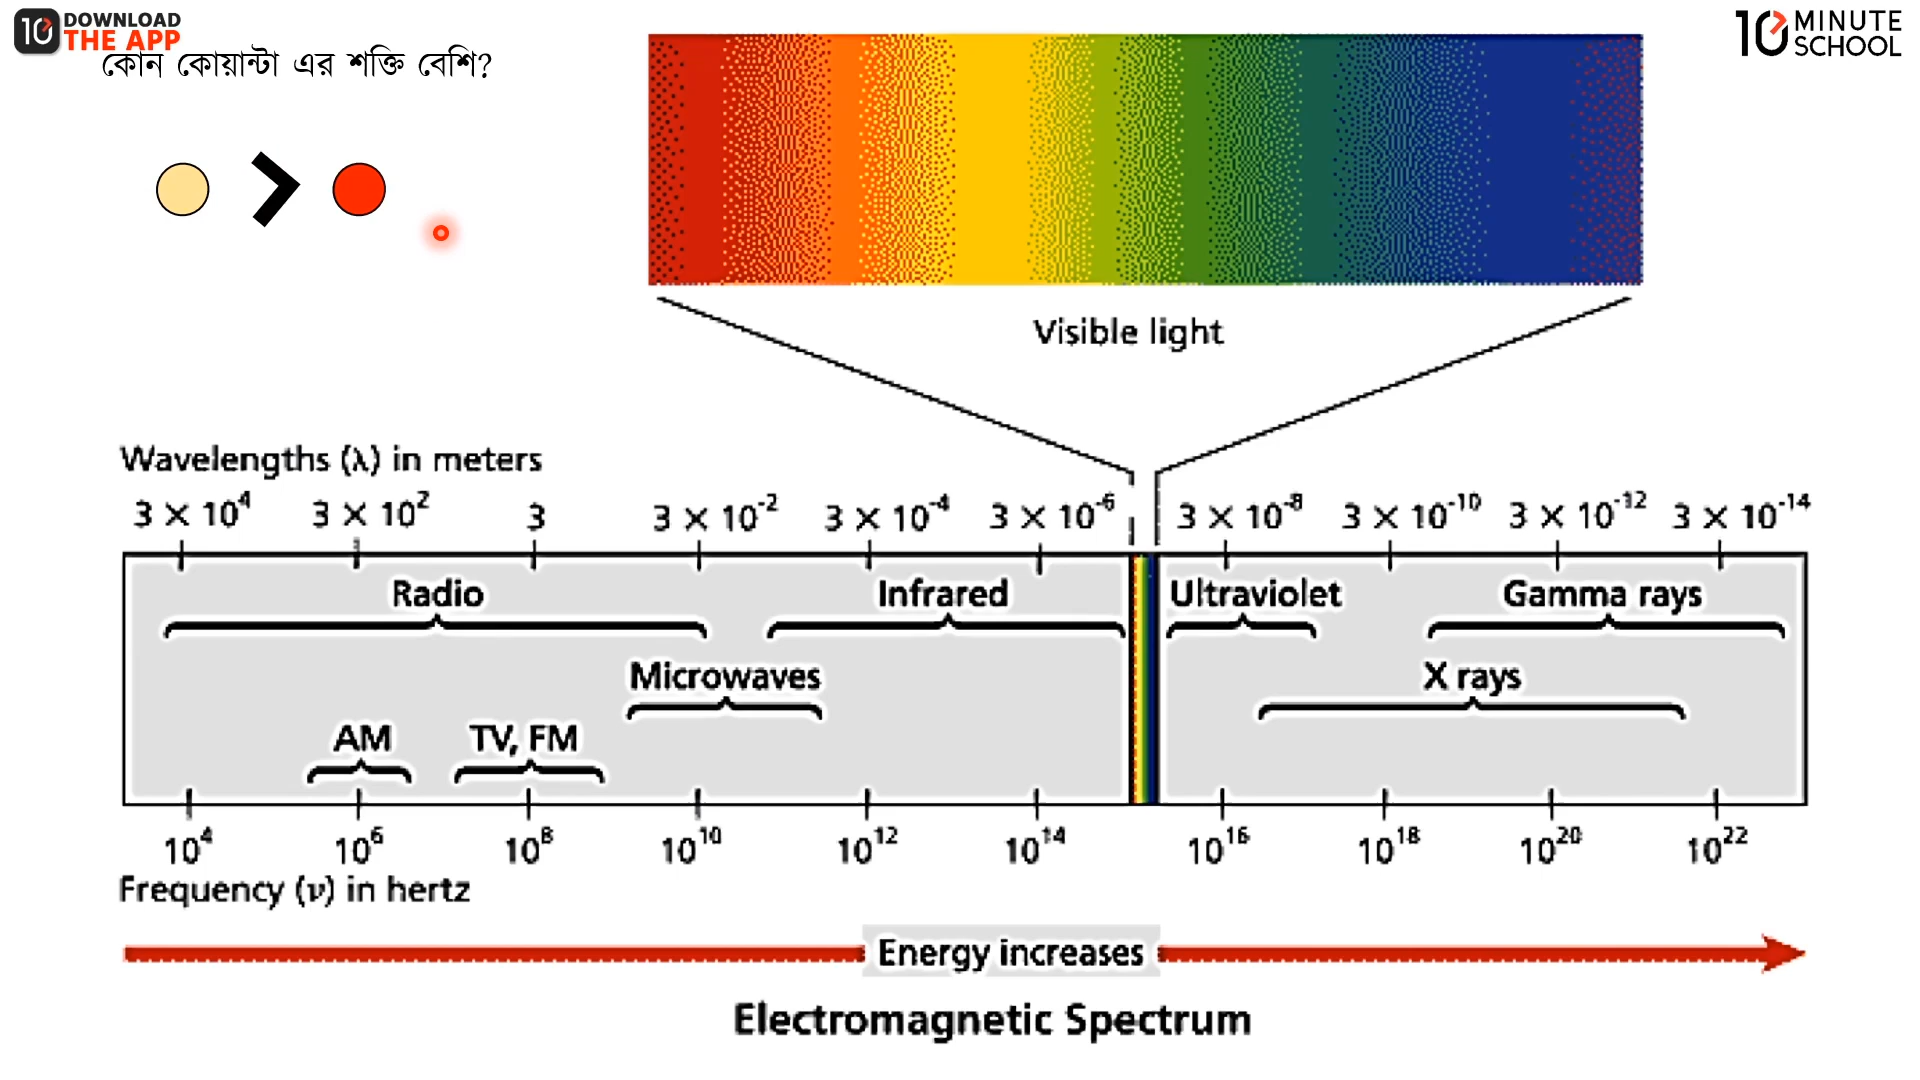 10 DOWNLOAD THE APP
10 MINUTE SCHOOL
কোন কোয়ান্টা এর শক্তি বেশি?
>
Visible light
Wavelengths (λ) in meters
3 × 10⁴ 3 × 10² 3 3 × 10⁻² 3 × 10⁻⁴ 3 × 10⁻⁶ 3 × 10⁻⁸ 3 × 10⁻¹⁰ 3 × 10⁻¹² 3 × 10⁻¹⁴
Radio Infrared Ultraviolet Gamma rays
Microwaves X rays
AM TV, FM
10⁴ 10⁶ 10⁸ 10¹⁰ 10¹² 10¹⁴ 10¹⁶ 10¹⁸ 10²⁰ 10²²
Frequency (ν) in hertz
Energy increases
Electromagnetic Spectrum